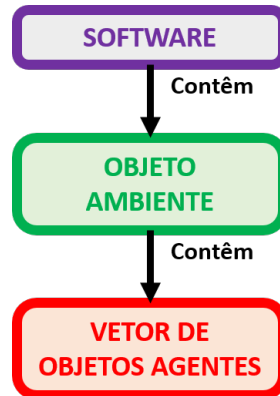 SOFTWARE
Contêm
OBJETO
AMBIENTE
Contêm
VETOR DE
OBJETOS AGENTES